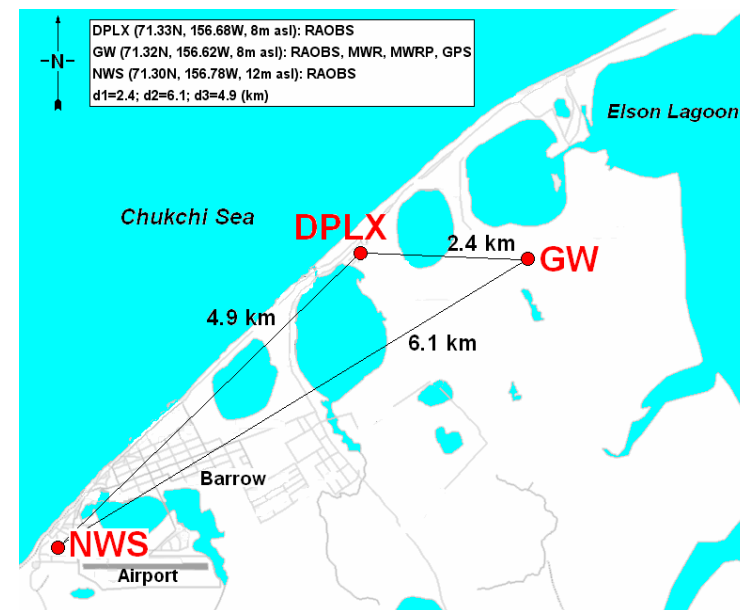 DPLX (71.33N, 156.68W, 8m asl): RAOBS
GW (71.32N, 156.62W, 8m asl): RAOBS, MWR, MWRP, GPS
NWS (71.30N, 156.78W, 12m asl): RAOBS
d1=2.4; d2=6.1; d3=4.9 (km)
-N-
Elson Lagoon
Chukchi Sea
DPLX
2.4 km
GW
4.9 km
6.1 km
Barrow
NWS
Airport